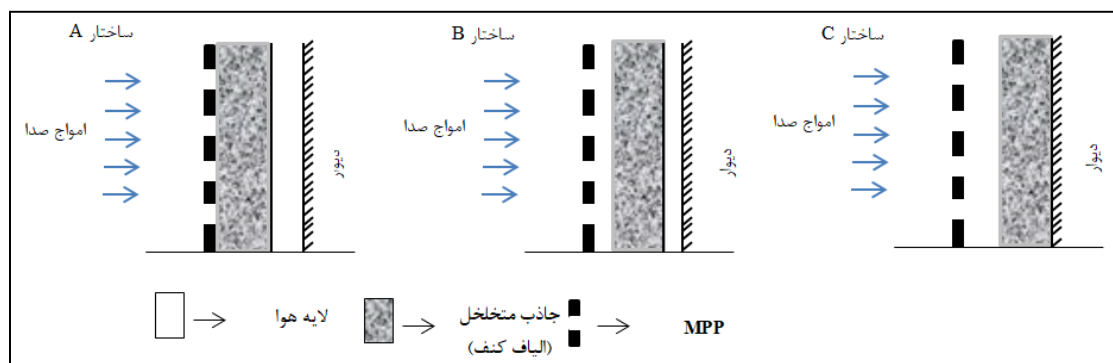 ساختار A
امواج صدا
دیوار
ساختار B
امواج صدا
دیوار
ساختار C
امواج صدا
دیوار
لایه هوا
جاذب متخلخل
(الیاف کنف)
MPP